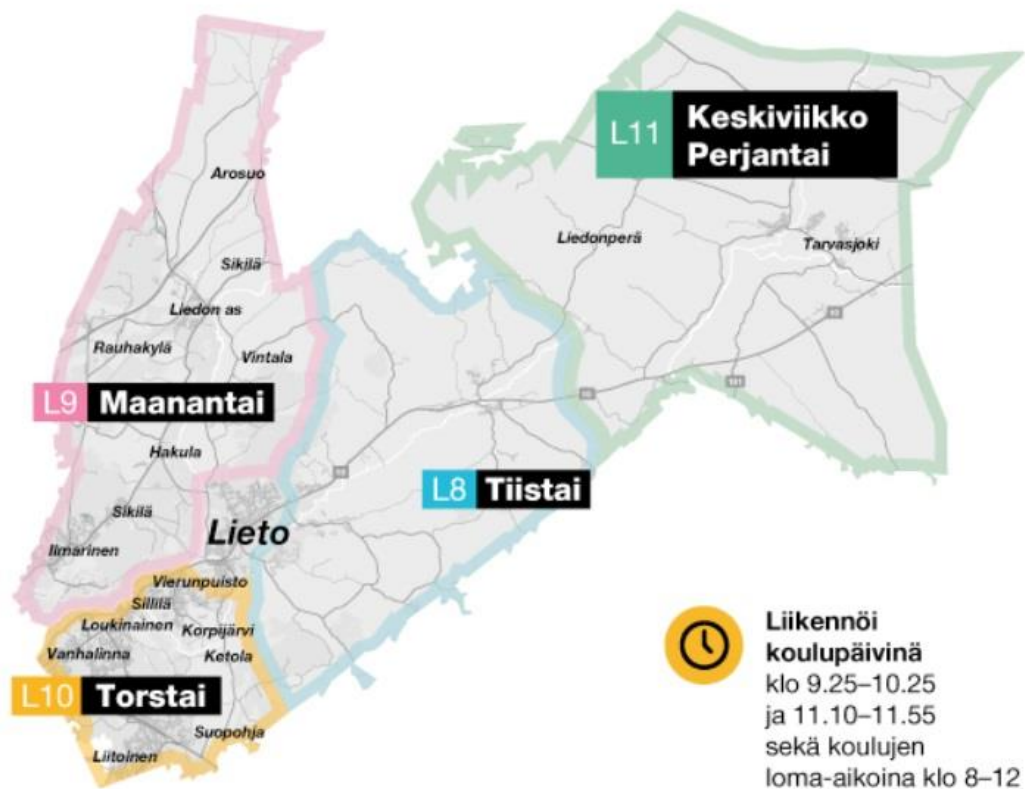 L11 Keskiviikko
Perjantai
Arosuo
Liedonperä
Tarvasjoki
Sikilä
Liedon as
Rauhakylä
Vintala
L9 Maanantai
Hakula
L8 Tiistai
Sikilä
Lieto
Ilmarinen
Vierunpuisto
Sillilä
Loukinainen
Korpijärvi
Vanhalinna
Ketola
L10 Torstai
Suopohja
Liitoinen
Liikennöi
koulupäivinä
klo 9.25–10.25
ja 11.10–11.55
sekä koulujen
loma-aikoina klo 8–12